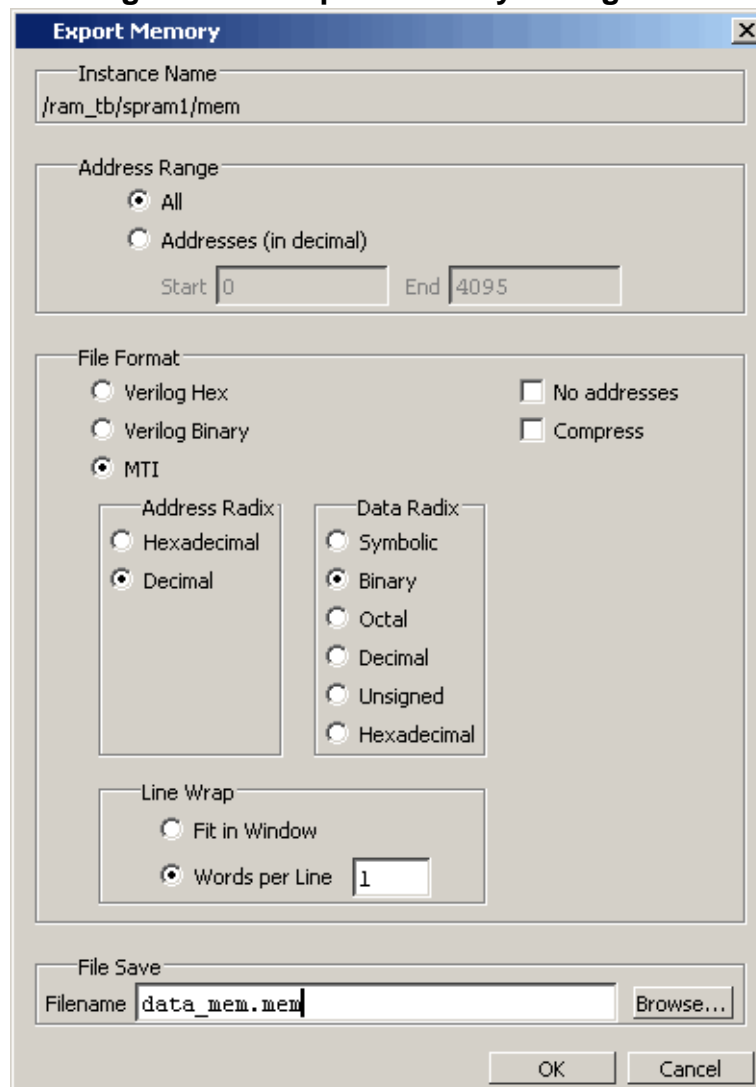 Export Memory
Instance Name
/ram_tb/spram1/mem
Address Range
All
Addresses (in decimal)
Start 0 End 4095
File Format
Verilog Hex No addresses
Verilog Binary Compress
MTI
Address Radix Data Radix
Hexadecimal Symbolic
Decimal Binary
Octal
Decimal
Unsigned
Hexadecimal
Line Wrap
Fit in Window
Words per Line 1
File Save
Filename data_mem.mem Browse...
OK Cancel